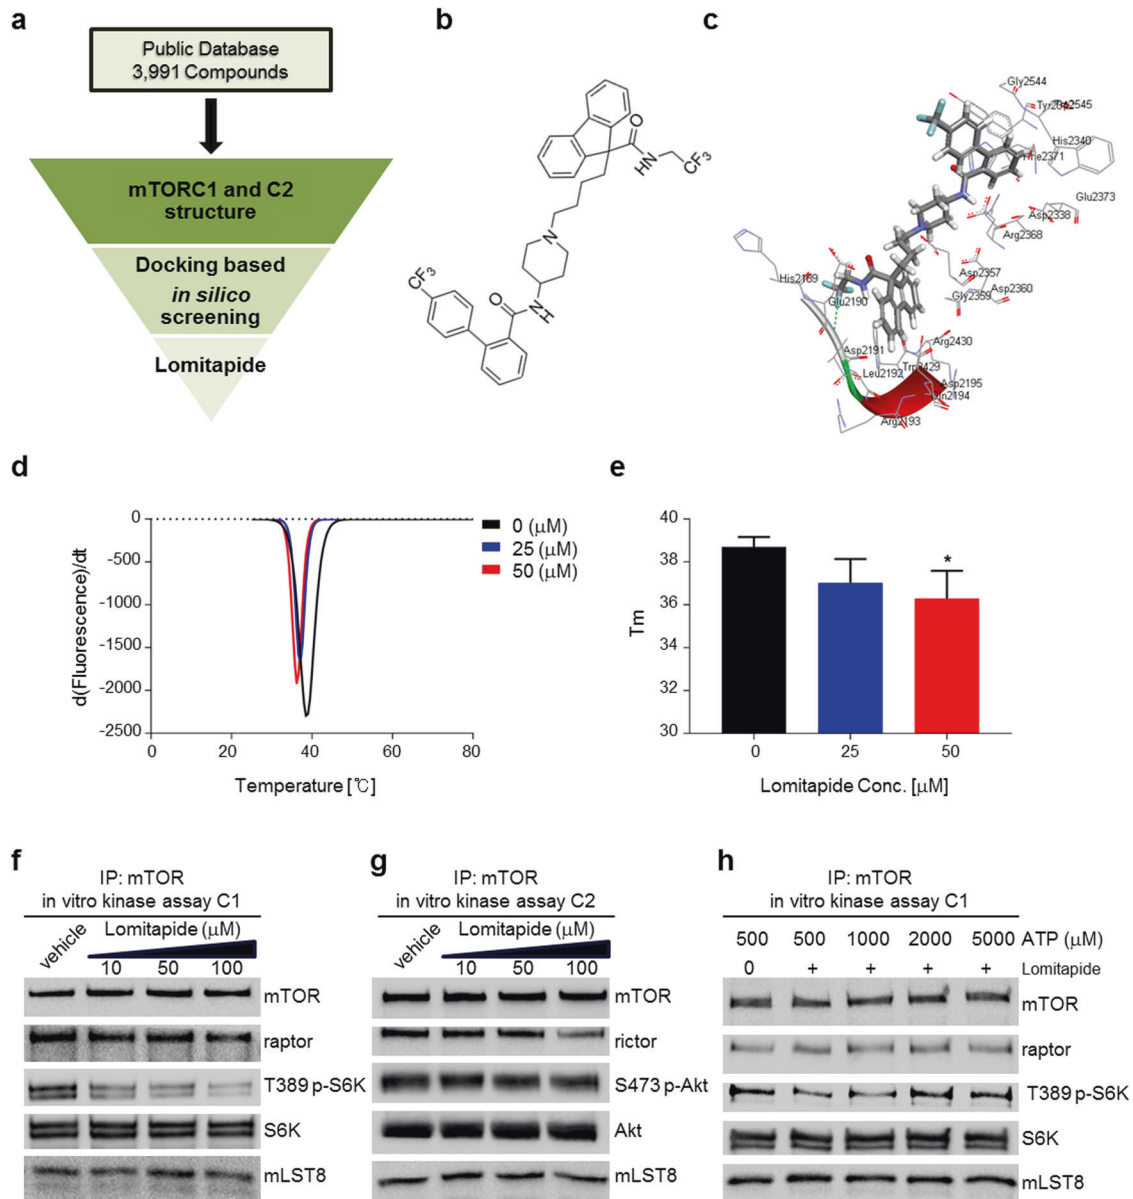 a
Public Database
3,991 Compounds
mTORC1 and C2
structure
Docking based
in silico
screening
Lomitapide
b
O
HN
CF3
N
CF3
O
N
H
c
Gly2544
His2340
Glu2373
Asp2338
Arg2368
Asp2357
Asp2360
Gly2359
Glu2190
Arg2430
Asp2191
Leu2192
Asp2195
Arg2193
d
d(Fluorescence)/dt
0
-500
-1000
-1500
-2000
-2500
0 20 40 60 80
Temperature [℃]
0 (μM)
25 (μM)
50 (μM)
e
Tm
40
38
36
34
32
30
*
0 25 50
Lomitapide Conc. [μM]
f
IP: mTOR
in vitro kinase assay C1
vehicle
Lomitapide (μM)
10 50 100
mTOR
raptor
T389 p-S6K
S6K
mLST8
g
IP: mTOR
in vitro kinase assay C2
vehicle
Lomitapide (μM)
10 50 100
mTOR
rictor
S473 p-Akt
Akt
mLST8
h
IP: mTOR
in vitro kinase assay C1
500 500 1000 2000 5000 ATP (μM)
0 + + + + Lomitapide
mTOR
raptor
T389 p-S6K
S6K
mLST8